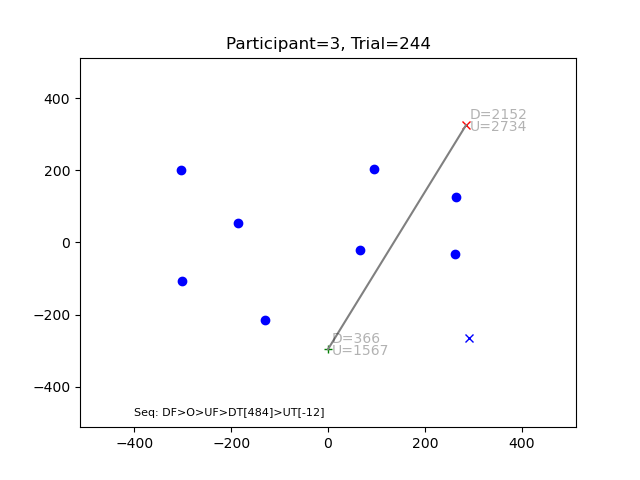 Participant=3, Trial=244
D=2152
U=2734
D=366
U=1567
Seq: DF>O>UF>DT[484]>UT[-12]
400
200
0
−200
−400
−400
−200
0
200
400